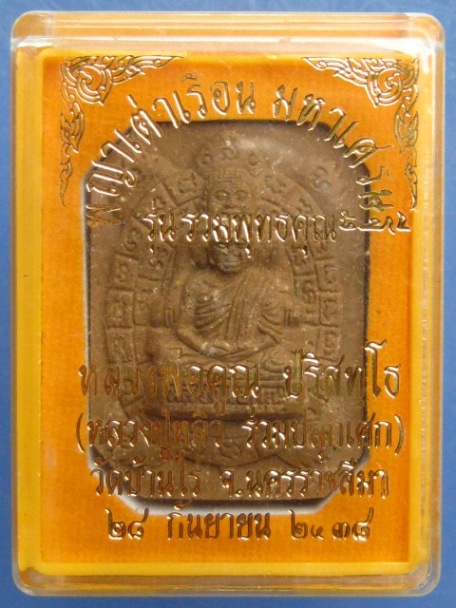 พญาเต่าเรือน มหาเศรษฐี
รุ่น รวมพุทธคุณ
หลวงพ่อคูณ ปริสุทโธ
(หลวงปู่หลิว ร่วมปลุกเสก)
วัดบ้านไร่ จ.นครราชสีมา
๒๘ กันยายน ๒๕๓๘